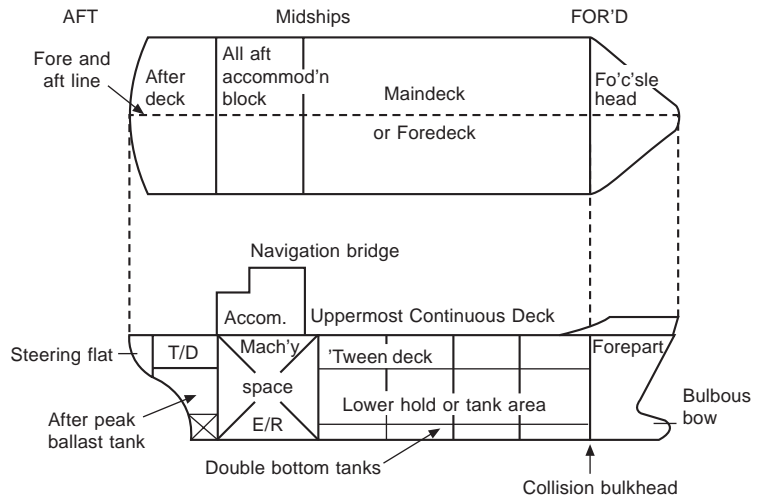 AFT
Midships
FOR'D
Fore and
aft line
After
deck
All aft
accommod'n
block
Maindeck
or Foredeck
Fo'c'sle
head
Navigation bridge
Accom.
Uppermost Continuous Deck
Steering flat
T/D
Mach'y
space
E/R
'Tween deck
Forepart
Lower hold or tank area
After peak
ballast tank
Bulbous
bow
Double bottom tanks
Collision bulkhead